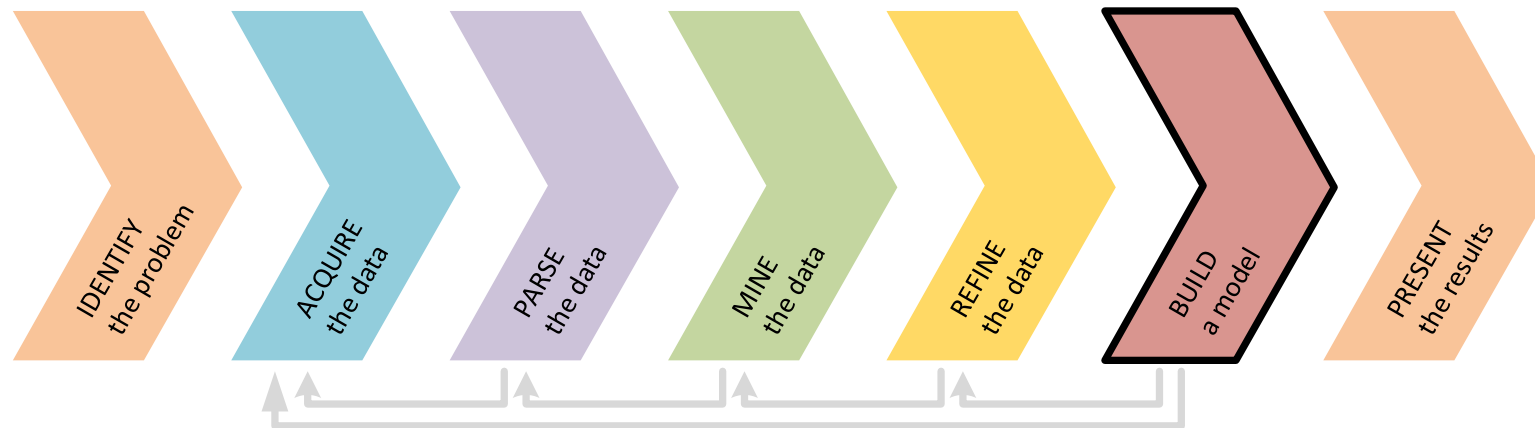 IDENTIFY
the problem
ACQUIRE
the data
PARSE
the data
MINE
the data
REFINE
the data
BUILD
a model
PRESENT
the results